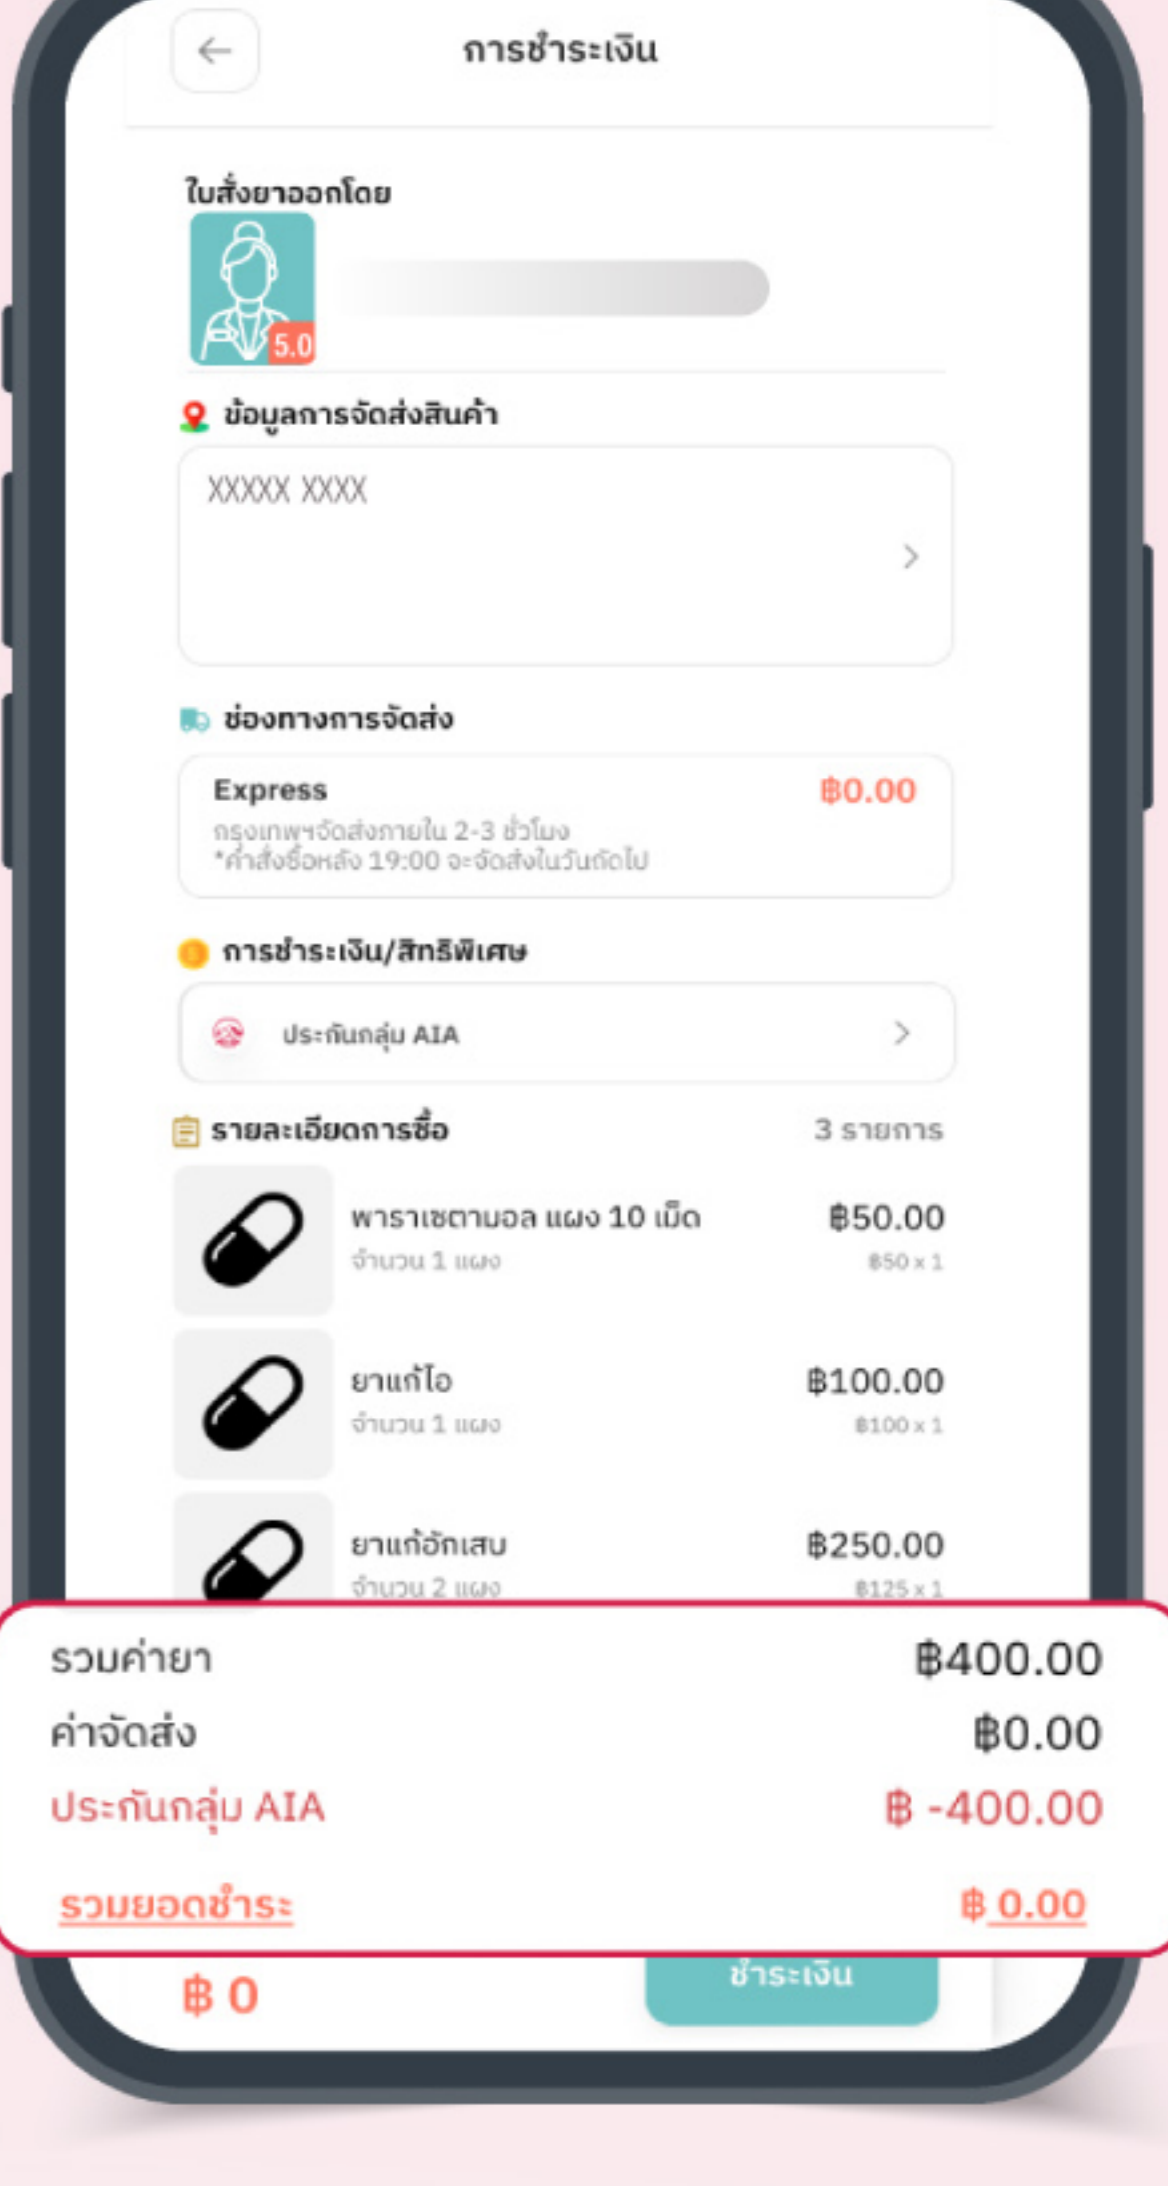 การชำระเงิน
ใบสั่งยาออกโดย
5.0
ข้อมูลการจัดส่งสินค้า
XXXXX XXXX
ช่องทางการจัดส่ง
Express ฿0.00
กรุงเทพฯจัดส่งภายใน 2-3 ชั่วโมง
*คำสั่งซื้อหลัง 19:00 จะจัดส่งในวันถัดไป
การชำระเงิน/สิทธิพิเศษ
ประกันกลุ่ม AIA
รายละเอียดการซื้อ 3 รายการ
พาราเซตามอล แผง 10 เม็ด ฿50.00
จำนวน 1 แผง ฿50 x 1
ยาแก้ไอ ฿100.00
จำนวน 1 แผง ฿100 x 1
ยาแก้อักเสบ ฿250.00
จำนวน 2 แผง ฿125 x 1
รวมค่ายา ฿400.00
ค่าจัดส่ง ฿0.00
ประกันกลุ่ม AIA ฿ -400.00
รวมยอดชำระ ฿ 0.00
฿ 0 ชำระเงิน